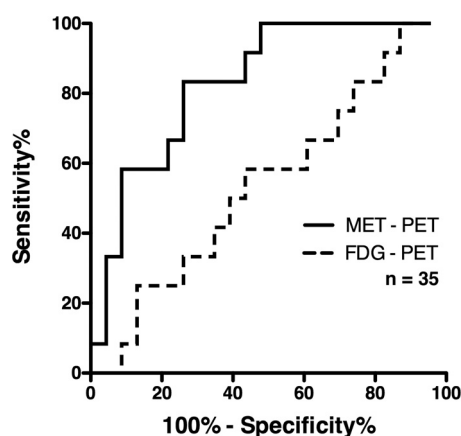 100
80
60
40
20
0
Sensitivity%
MET - PET
FDG - PET
n = 35
0 20 40 60 80 100
100% - Specificity%